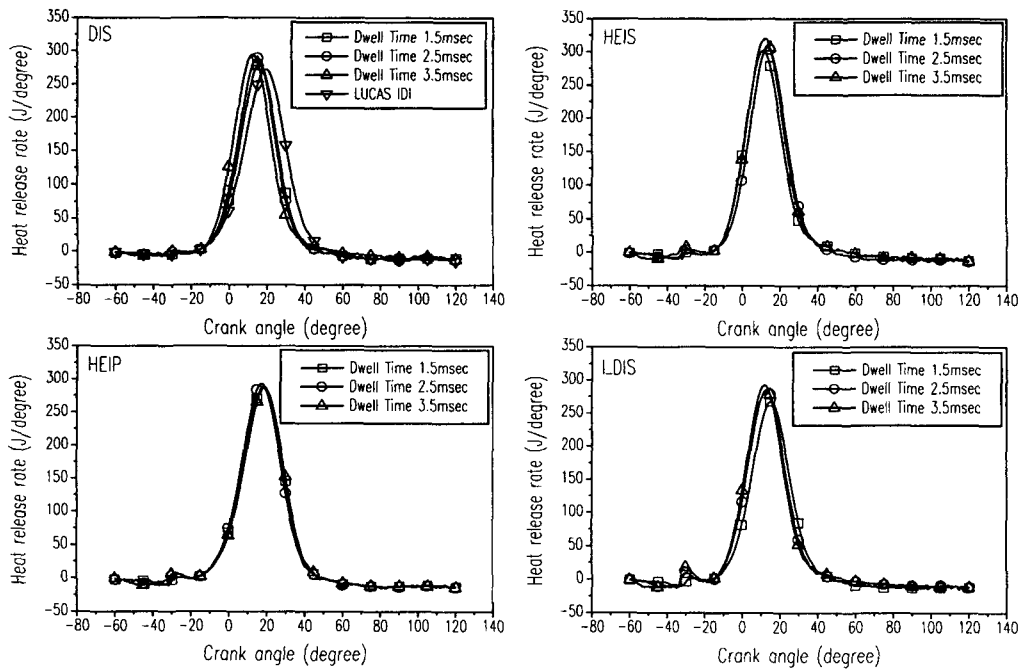 DIS
Dwell Time 1.5msec
Dwell Time 2.5msec
Dwell Time 3.5msec
LUCAS IDI
Heat release rate (J/degree)
350
300
250
200
150
100
50
0
-50
-80 -60 -40 -20 0 20 40 60 80 100 120 140
Crank angle (degree)
HEIS
Dwell Time 1.5msec
Dwell Time 2.5msec
Dwell Time 3.5msec
Heat release rate (J/degree)
350
300
250
200
150
100
50
0
-50
-80 -60 -40 -20 0 20 40 60 80 100 120 140
Crank angle (degree)
HEIP
Dwell Time 1.5msec
Dwell Time 2.5msec
Dwell Time 3.5msec
Heat release rate (J/degree)
350
300
250
200
150
100
50
0
-50
-80 -60 -40 -20 0 20 40 60 80 100 120 140
Crank angle (degree)
LDIS
Dwell Time 1.5msec
Dwell Time 2.5msec
Dwell Time 3.5msec
Heat release rate (J/degree)
350
300
250
200
150
100
50
0
-50
-80 -60 -40 -20 0 20 40 60 80 100 120 140
Crank angle (degree)